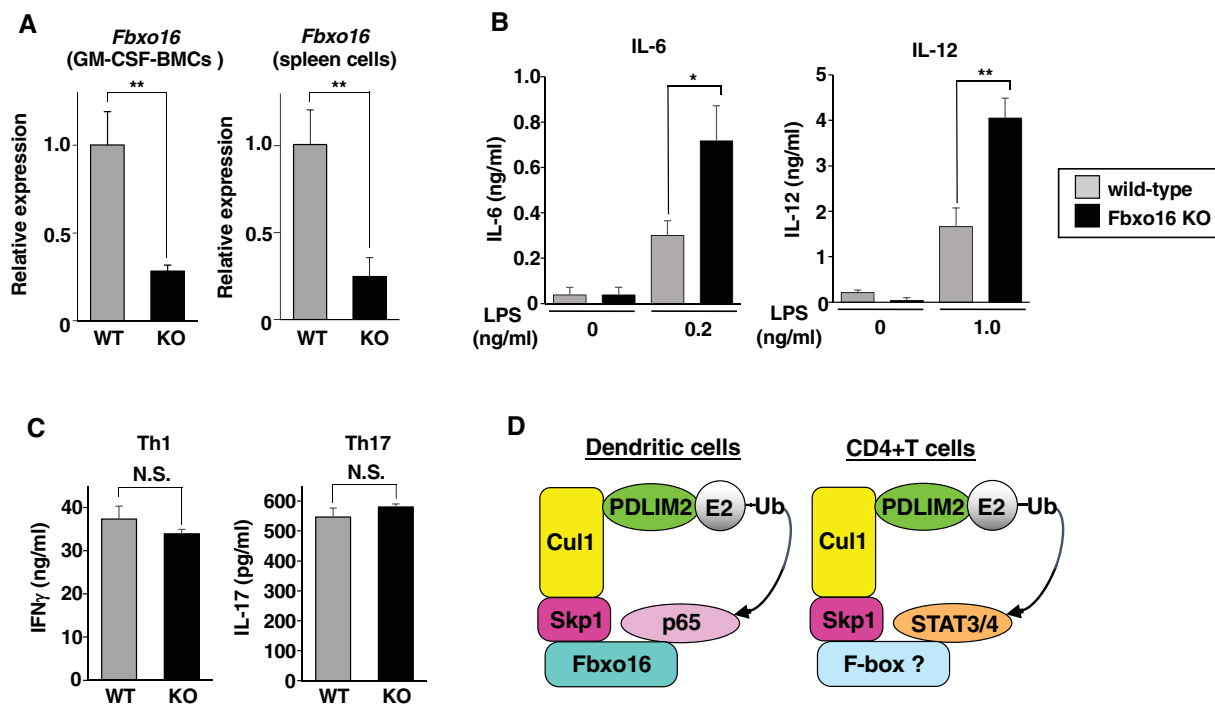 A
Fbxo16
(GM-CSF-BMCs )
**
Relative expression
1.0
0.5
0
WT KO
Fbxo16
(spleen cells)
**
Relative expression
1.0
0.5
0
WT KO
B
IL-6
*
IL-6 (ng/ml)
1.0
0.8
0.6
0.4
0.2
0
LPS
(ng/ml)
0 0.2
IL-12
**
IL-12 (ng/ml)
5
4
3
2
1
0
LPS
(ng/ml)
0 1.0
wild-type
Fbxo16 KO
C
Th1
N.S.
IFNγ (ng/ml)
40
30
20
10
0
WT KO
Th17
N.S.
IL-17 (pg/ml)
600
500
400
300
200
100
0
WT KO
D
Dendritic cells
PDLIM2 E2 Ub
Cul1
Skp1 p65
Fbxo16
CD4+T cells
PDLIM2 E2 Ub
Cul1
Skp1 STAT3/4
F-box ?